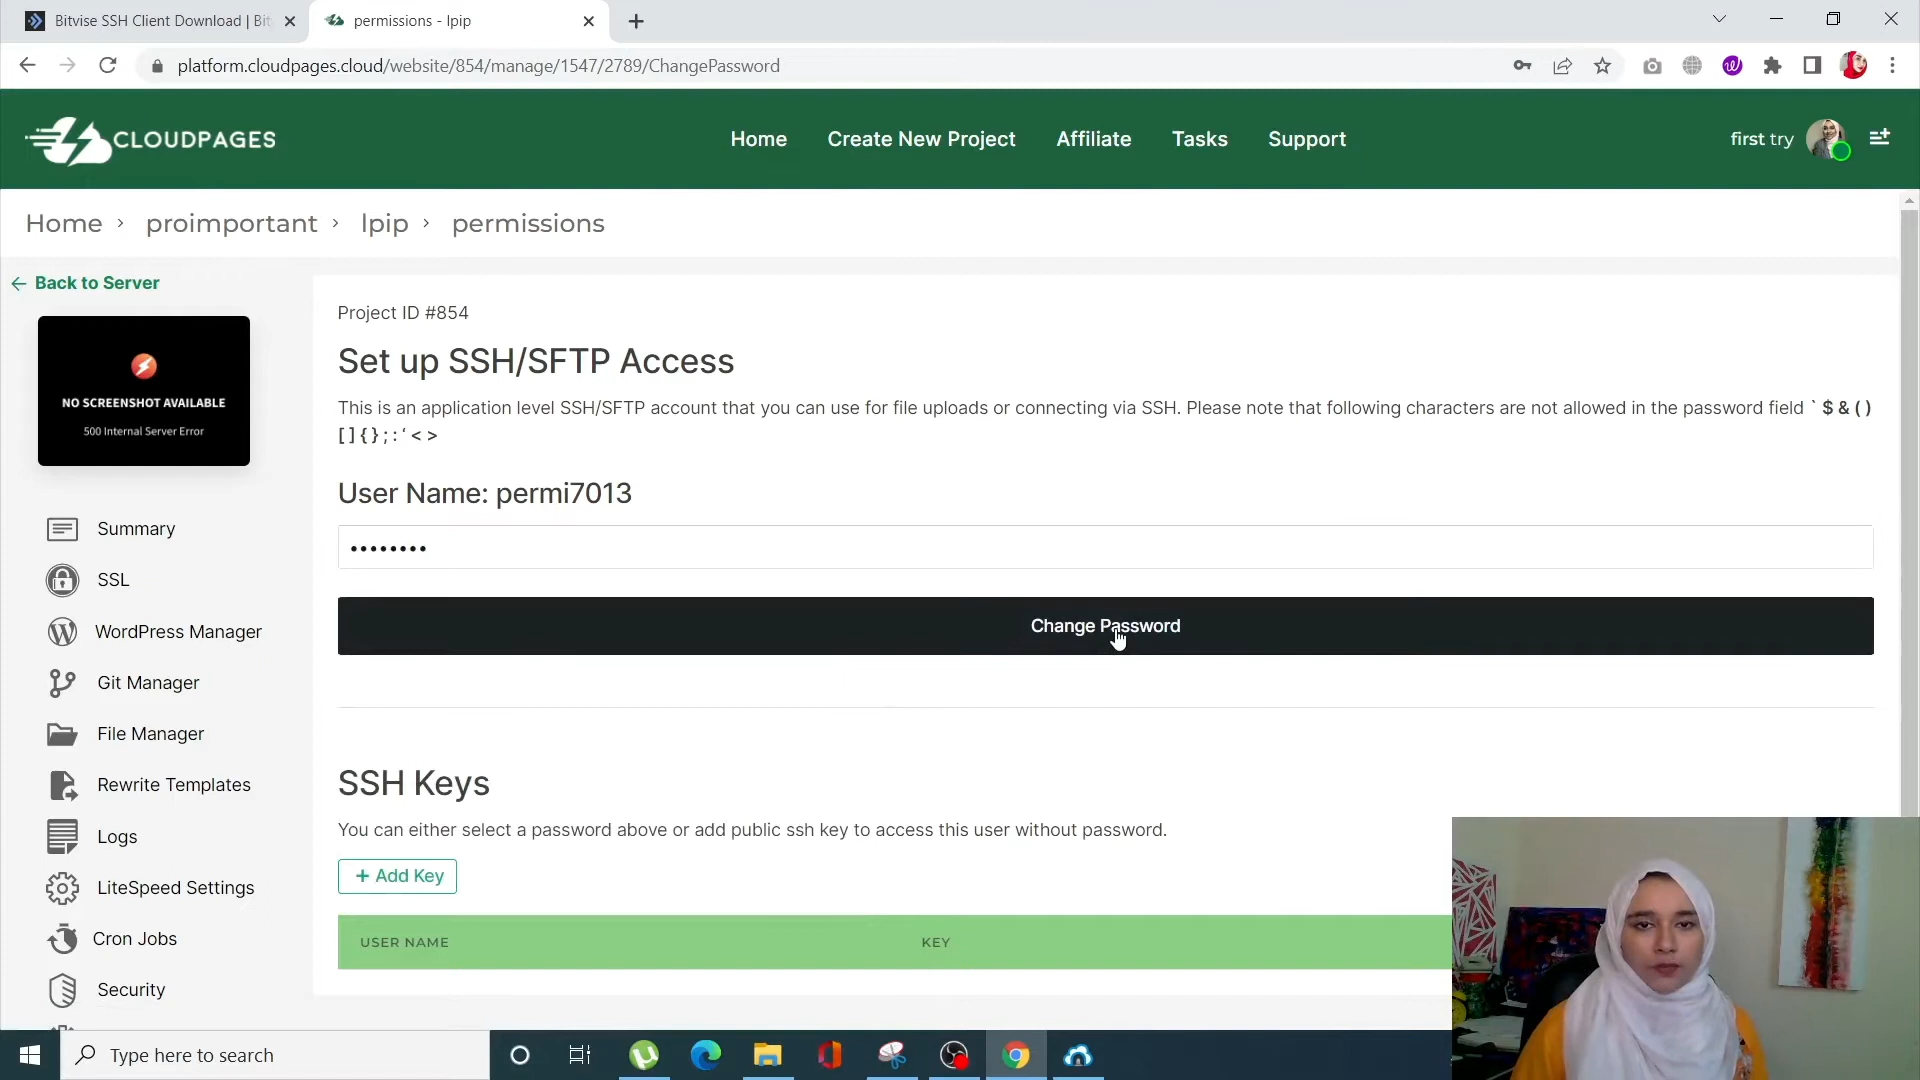 Bitvise SSH Client Download | Bit
permissions - lpip
platform.cloudpages.cloud/website/854/manage/1547/2789/ChangePassword
CLOUDPAGES
Home
Create New Project
Affiliate
Tasks
Support
first try
Home › proimportant › lpip › permissions
Back to Server
NO SCREENSHOT AVAILABLE
500 Internal Server Error
Summary
SSL
WordPress Manager
Git Manager
File Manager
Rewrite Templates
Logs
LiteSpeed Settings
Cron Jobs
Security
Project ID #854
Set up SSH/SFTP Access
This is an application level SSH/SFTP account that you can use for file uploads or connecting via SSH. Please note that following characters are not allowed in the password field ` $ & ( )
[ ] { } ; : ‘ < >
User Name: permi7013
••••••••
Change Password
SSH Keys
You can either select a password above or add public ssh key to access this user without password.
+ Add Key
USER NAME
KEY
Type here to search